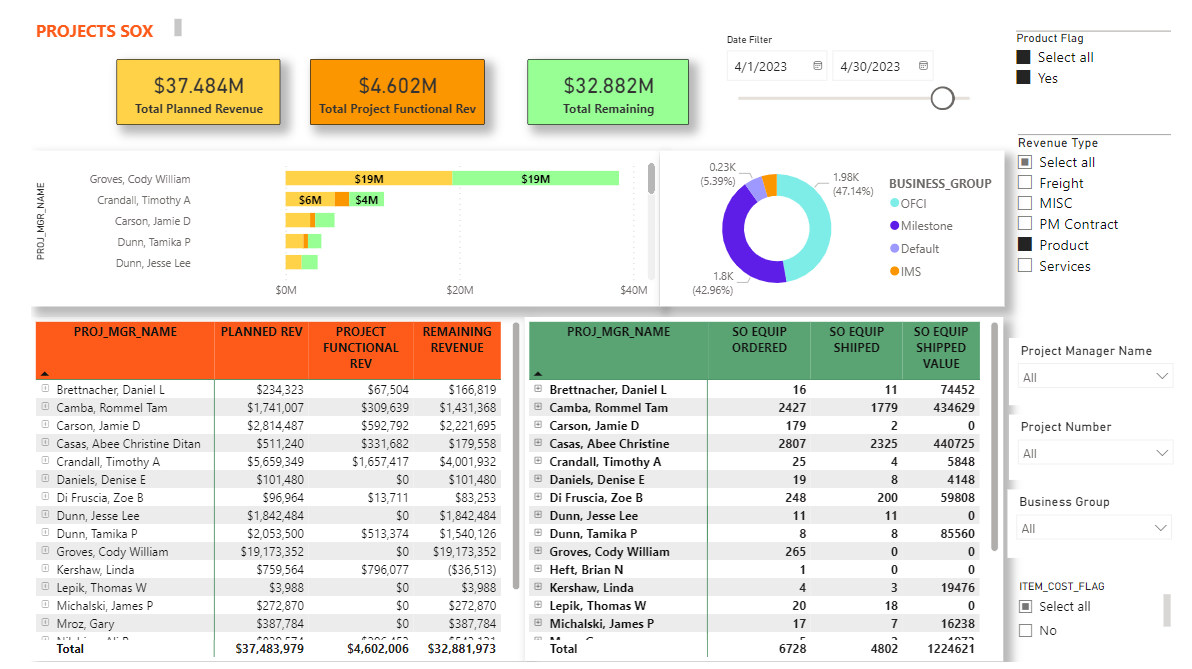 PROJECTS SOX
$37.484M
Total Planned Revenue
$4.602M
Total Project Functional Rev
$32.882M
Total Remaining
Date Filter
4/1/2023
4/30/2023
Product Flag
Select all
Yes
PROJ_MGR_NAME
Groves, Cody William
$19M
$19M
Crandall, Timothy A
$6M
$4M
Carson, Jamie D
Dunn, Tamika P
Dunn, Jesse Lee
$0M
$20M
$40M
0.23K
(5.39%)
1.98K
(47.14%)
1.8K
(42.96%)
BUSINESS_GROUP
OFCI
Milestone
Default
IMS
Revenue Type
Select all
Freight
MISC
PM Contract
Product
Services
PROJ_MGR_NAME PLANNED REV PROJECT FUNCTIONAL REV REMAINING REVENUE
Brettnacher, Daniel L $234,323 $67,504 $166,819
Camba, Rommel Tam $1,741,007 $309,639 $1,431,368
Carson, Jamie D $2,814,487 $592,792 $2,221,695
Casas, Abee Christine Ditan $511,240 $331,682 $179,558
Crandall, Timothy A $5,659,349 $1,657,417 $4,001,932
Daniels, Denise E $101,480 $0 $101,480
Di Fruscia, Zoe B $96,964 $13,711 $83,253
Dunn, Jesse Lee $1,842,484 $0 $1,842,484
Dunn, Tamika P $2,053,500 $513,374 $1,540,126
Groves, Cody William $19,173,352 $0 $19,173,352
Kershaw, Linda $759,564 $796,077 ($36,513)
Lepik, Thomas W $3,988 $0 $3,988
Michalski, James P $272,870 $0 $272,870
Mroz, Gary $387,784 $0 $387,784
Total $37,483,979 $4,602,006 $32,881,973
PROJ_MGR_NAME SO EQUIP ORDERED SO EQUIP SHIIPED SO EQUIP SHIPPED VALUE
Brettnacher, Daniel L 16 11 74452
Camba, Rommel Tam 2427 1779 434629
Carson, Jamie D 179 2 0
Casas, Abee Christine 2807 2325 440725
Crandall, Timothy A 25 4 5848
Daniels, Denise E 19 8 4148
Di Fruscia, Zoe B 248 200 59808
Dunn, Jesse Lee 11 11 0
Dunn, Tamika P 8 8 85560
Groves, Cody William 265 0 0
Heft, Brian N 1 0 0
Kershaw, Linda 4 3 19476
Lepik, Thomas W 20 18 0
Michalski, James P 17 7 16238
Total 6728 4802 1224621
Project Manager Name
All
Project Number
All
Business Group
All
ITEM_COST_FLAG
Select all
No